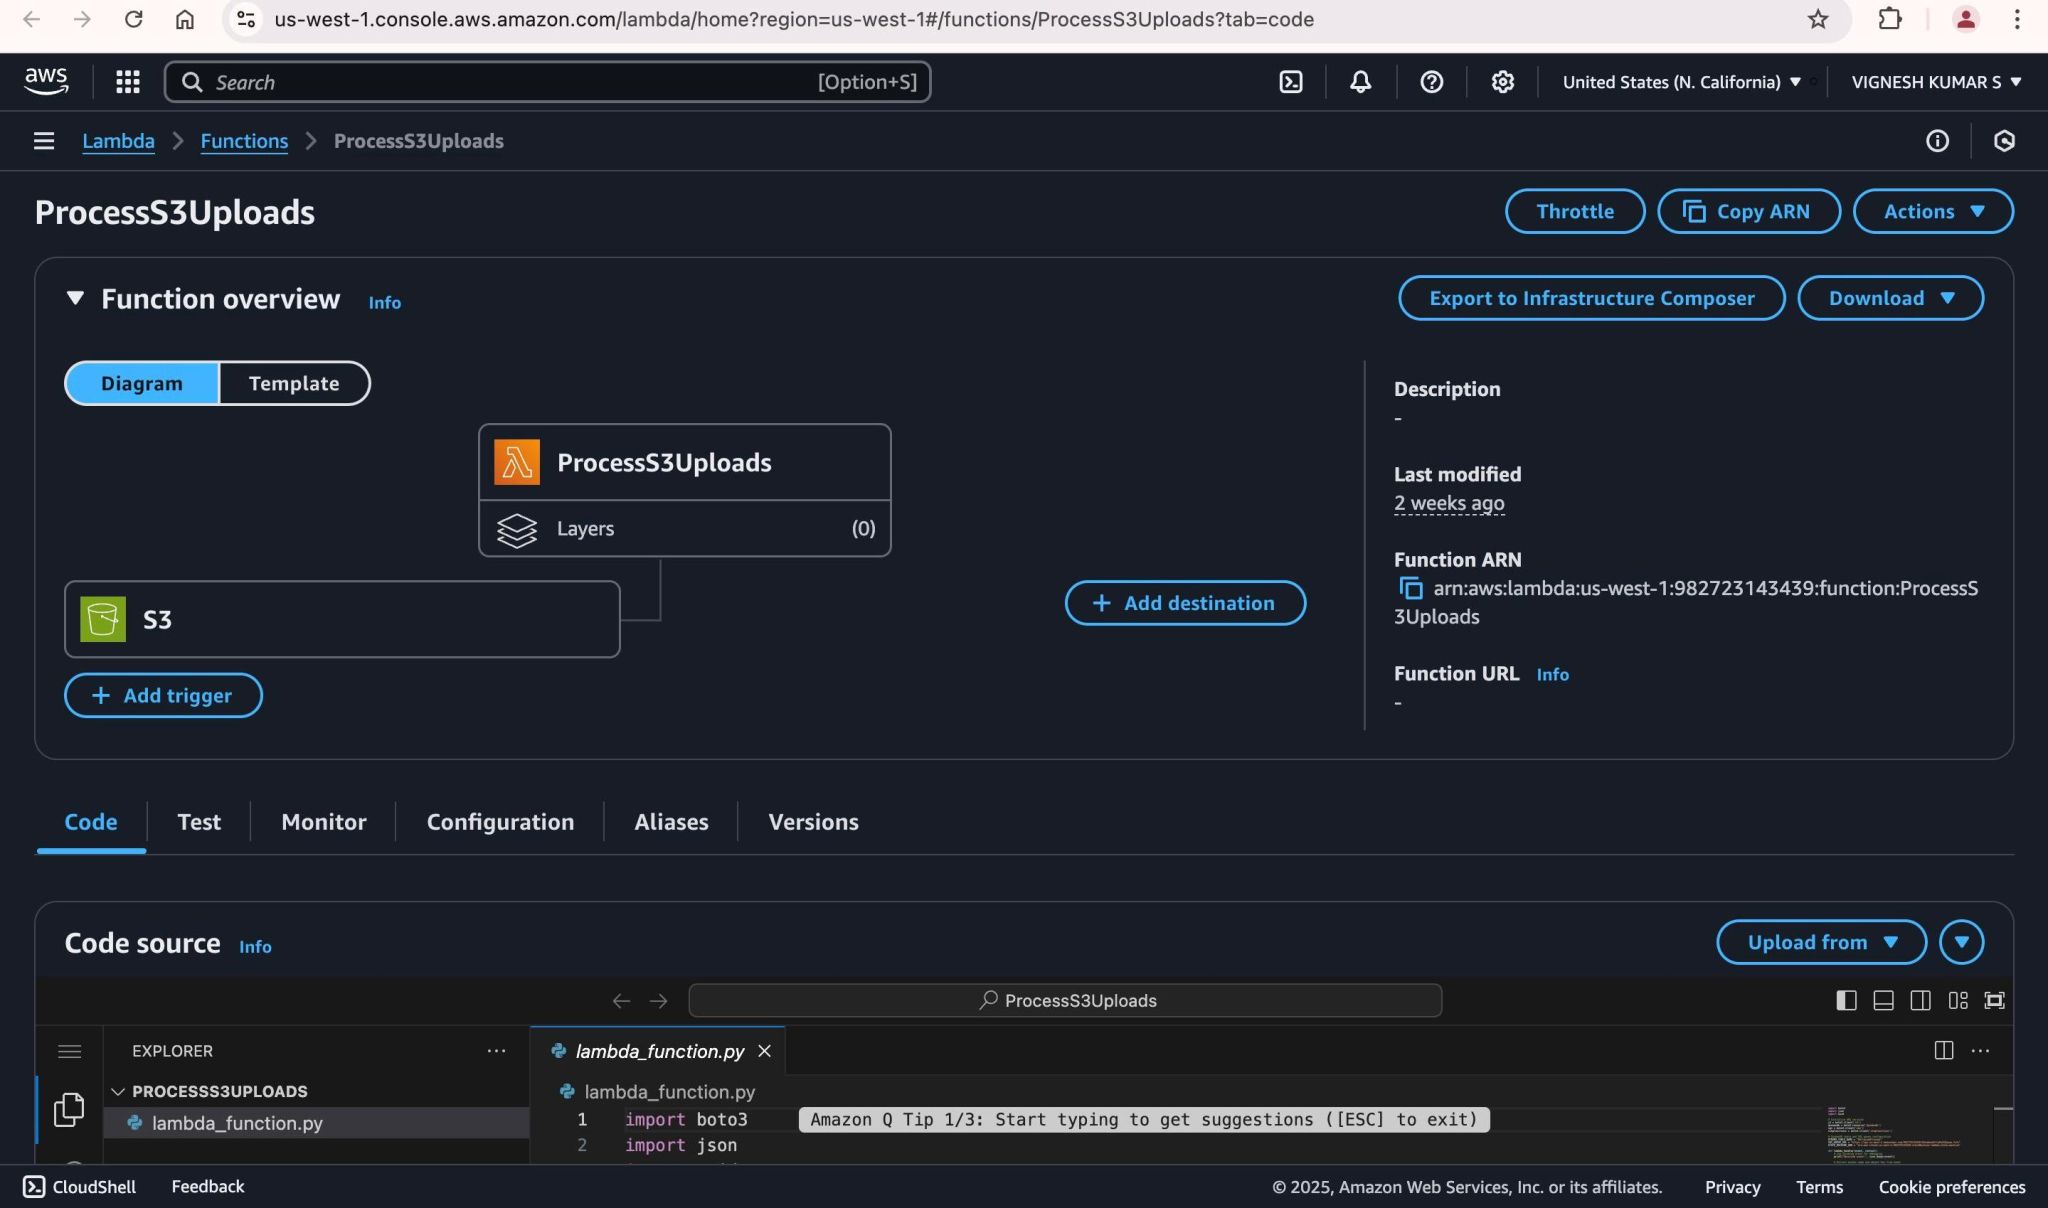 us-west-1.console.aws.amazon.com/lambda/home?region=us-west-1#/functions/ProcessS3Uploads?tab=code
aws
Search
[Option+S]
United States (N. California)
VIGNESH KUMAR S
Lambda
Functions
ProcessS3Uploads
ProcessS3Uploads
Throttle
Copy ARN
Actions
Function overview
Info
Export to Infrastructure Composer
Download
Diagram
Template
ProcessS3Uploads
Layers
(0)
S3
+ Add trigger
+ Add destination
Description
-
Last modified
2 weeks ago
Function ARN
arn:aws:lambda:us-west-1:982723143439:function:ProcessS
3Uploads
Function URL
Info
-
Code
Test
Monitor
Configuration
Aliases
Versions
Code source
Info
Upload from
ProcessS3Uploads
EXPLORER
PROCESSS3UPLOADS
lambda_function.py
lambda_function.py
lambda_function.py
1 import boto3
Amazon Q Tip 1/3: Start typing to get suggestions ([ESC] to exit)
2 import json
CloudShell
Feedback
© 2025, Amazon Web Services, Inc. or its affiliates.
Privacy
Terms
Cookie preferences